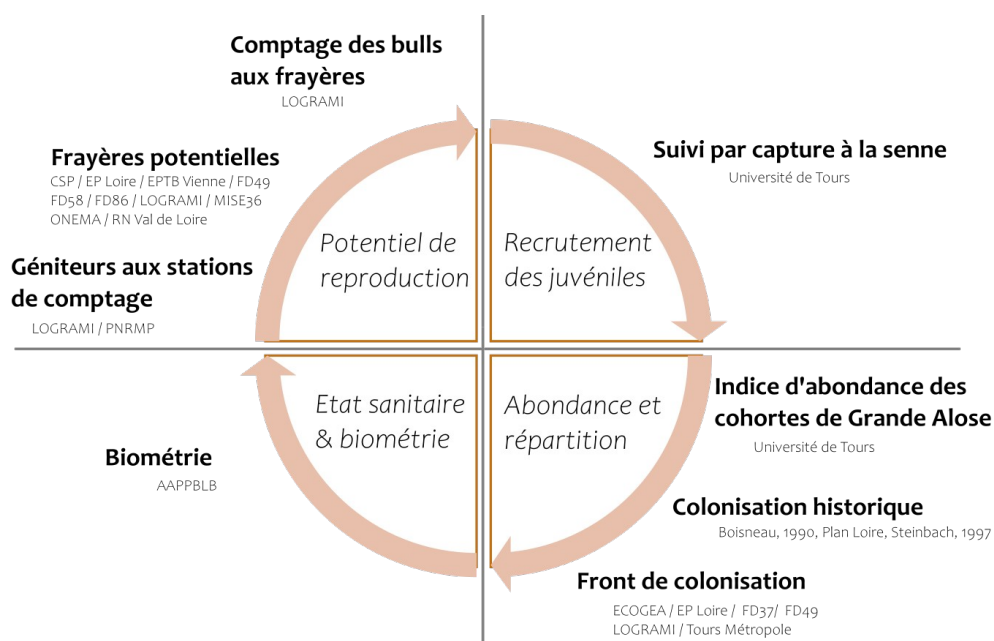 Comptage des bulls
aux frayères
LOGRAMI
Frayères potentielles
CSP / EP Loire / EPTB Vienne / FD49
FD58 / FD86 / LOGRAMI / MISE36
ONEMA / RN Val de Loire
Géniteurs aux stations
de comptage
LOGRAMI / PNRMP
Potentiel de
reproduction
Recrutement
des juvéniles
Suivi par capture à la senne
Université de Tours
Etat sanitaire
& biométrie
Abondance et
répartition
Indice d'abondance des
cohortes de Grande Alose
Université de Tours
Biométrie
AAPPBLB
Colonisation historique
Boisneau, 1990, Plan Loire, Steinbach, 1997
Front de colonisation
ECOGEA / EP Loire / FD37/ FD49
LOGRAMI / Tours Métropole